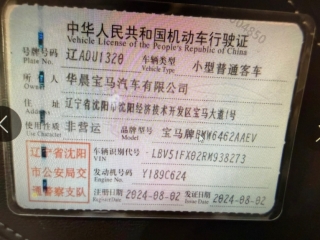 中华人民共和国机动车行驶证
Vehicle License of the People's Republic of China
号牌号码 辽ADU1320 车辆类型 小型普通客车
Plate No. Vehicle Type
所有人 华晨宝马汽车有限公司
Owner
住址 辽宁省沈阳市沈阳经济技术开发区宝马大道1号
Address
使用性质 非营运 品牌型号 宝马牌BMW6462AAEV
Use Character Model
辽宁省沈阳 车辆识别代号 LBV51FX02RM938273
VIN
市公安局交 发动机号码 Y189C624
Engine No.
通警察支队 注册日期 2024-08-02 发证日期 2024-08-02
Register Date Issue Date